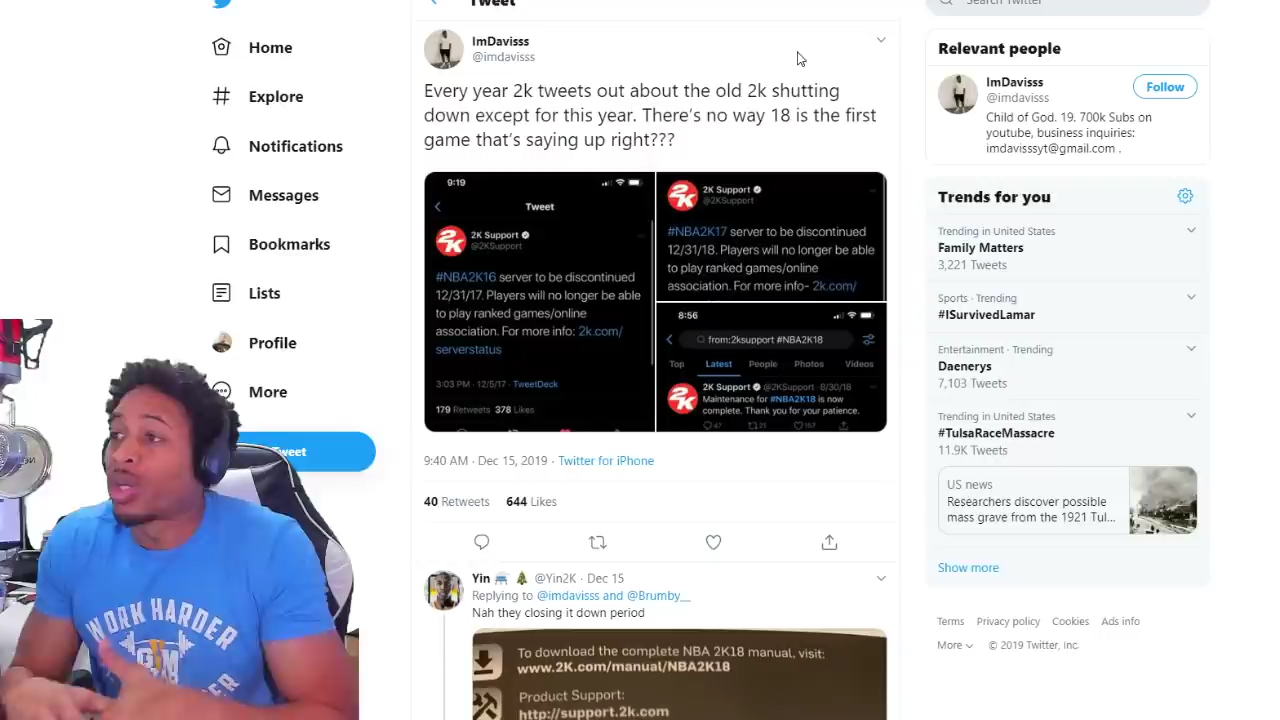 Tweet
Search Twitter
Home
Explore
Notifications
Messages
Bookmarks
Lists
Profile
More
Tweet
ImDavisss
@imdavisss
Every year 2k tweets out about the old 2k shutting
down except for this year. There's no way 18 is the first
game that's saying up right???
9:19
Tweet
2K Support
@2KSupport
#NBA2K16 server to be discontinued
12/31/17. Players will no longer be able
to play ranked games/online
association. For more info: 2k.com/
serverstatus
3:03 PM · 12/5/17 · TweetDeck
179 Retweets 378 Likes
2K Support
@2KSupport
#NBA2K17 server to be discontinued
12/31/18. Players will no longer be able
to play ranked games/online
association. For more info- 2k.com/
8:56
from:2ksupport #NBA2K18
Top Latest People Photos Videos
2K Support @2KSupport · 8/30/18
Maintenance for #NBA2K18 is now
complete. Thank you for your patience.
47 21 157
9:40 AM · Dec 15, 2019 · Twitter for iPhone
40 Retweets 644 Likes
Yin @Yin2K · Dec 15
Replying to @imdavisss and @Brumby__
Nah they closing it down period
To download the complete NBA 2K18 manual, visit:
www.2K.com/manual/NBA2K18
Product Support:
http://support.2k.com
Relevant people
ImDavisss
@imdavisss
Follow
Child of God. 19. 700k Subs on
youtube, business inquiries:
imdavisssyt@gmail.com .
Trends for you
Trending in United States
Family Matters
3,221 Tweets
Sports · Trending
#ISurvivedLamar
Entertainment · Trending
Daenerys
7,103 Tweets
Trending in United States
#TulsaRaceMassacre
11.9K Tweets
US news
Researchers discover possible
mass grave from the 1921 Tul...
Show more
Terms Privacy policy Cookies Ads info
More © 2019 Twitter, Inc.
WORK HARDER